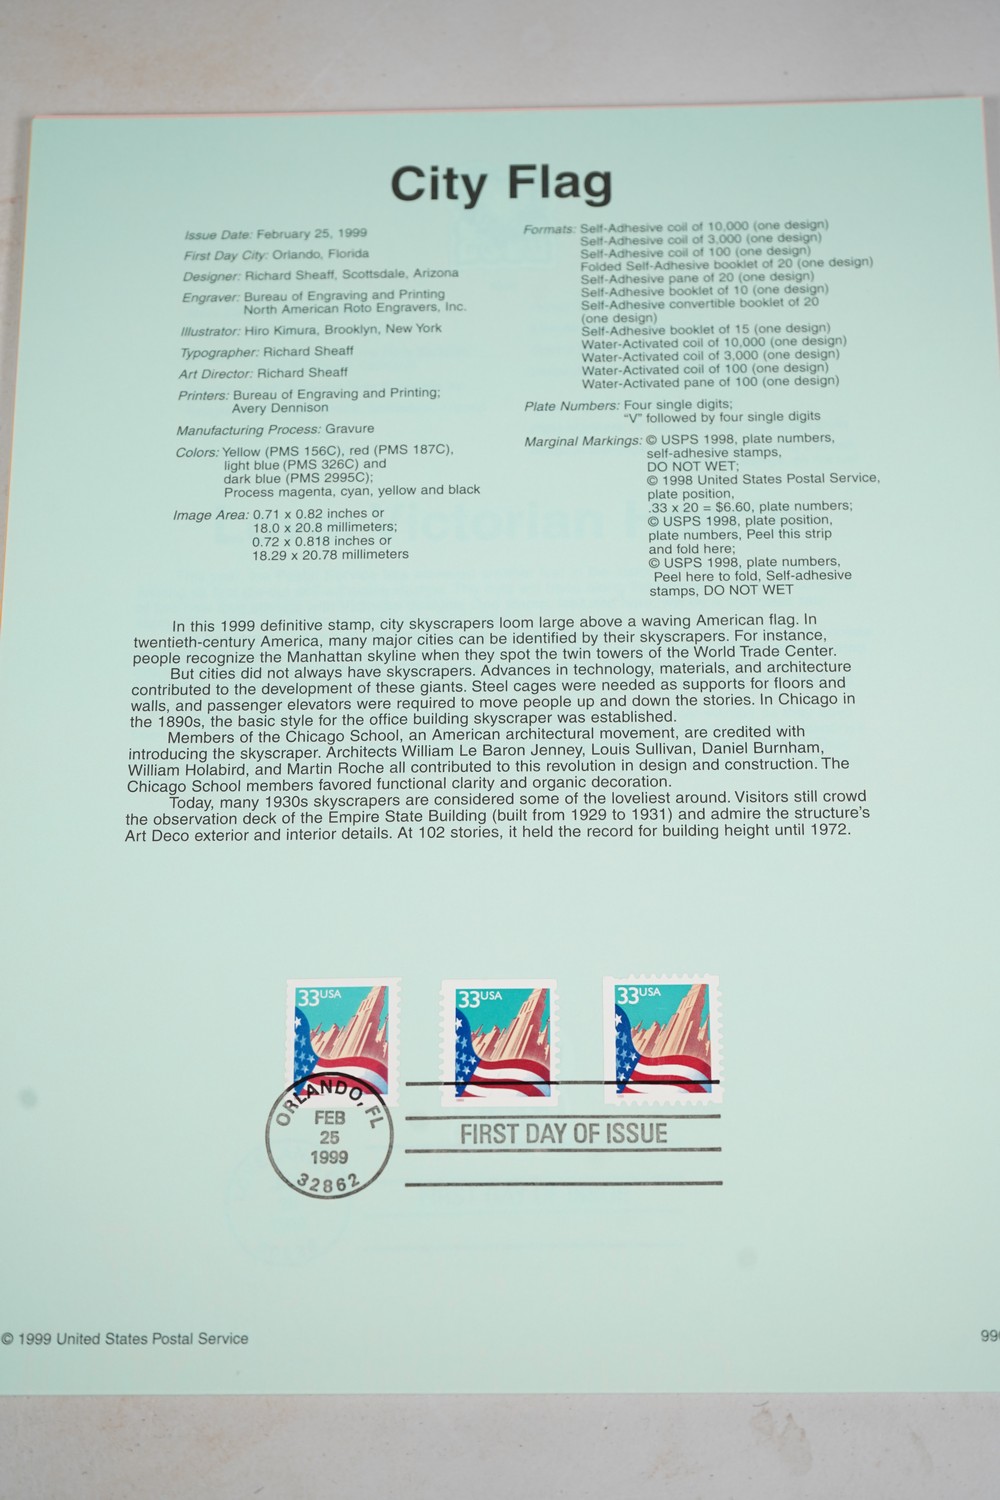 City Flag
Issue Date: February 25, 1999
First Day City: Orlando, Florida
Designer: Richard Sheaff, Scottsdale, Arizona
Engraver: Bureau of Engraving and Printing
North American Roto Engravers, Inc.
Illustrator: Hiro Kimura, Brooklyn, New York
Typographer: Richard Sheaff
Art Director: Richard Sheaff
Printers: Bureau of Engraving and Printing;
Avery Dennison
Manufacturing Process: Gravure
Colors: Yellow (PMS 156C), red (PMS 187C),
light blue (PMS 326C) and
dark blue (PMS 2995C);
Process magenta, cyan, yellow and black
Image Area: 0.71 x 0.82 inches or
18.0 x 20.8 millimeters;
0.72 x 0.818 inches or
18.29 x 20.78 millimeters
Formats: Self-Adhesive coil of 10,000 (one design)
Self-Adhesive coil of 3,000 (one design)
Self-Adhesive coil of 100 (one design)
Folded Self-Adhesive booklet of 20 (one design)
Self-Adhesive pane of 20 (one design)
Self-Adhesive booklet of 10 (one design)
Self-Adhesive convertible booklet of 20
(one design)
Self-Adhesive booklet of 15 (one design)
Water-Activated coil of 10,000 (one design)
Water-Activated coil of 3,000 (one design)
Water-Activated coil of 100 (one design)
Water-Activated pane of 100 (one design)
Plate Numbers: Four single digits;
"V" followed by four single digits
Marginal Markings: © USPS 1998, plate numbers,
self-adhesive stamps,
DO NOT WET;
© 1998 United States Postal Service,
plate position,
.33 x 20 = $6.60, plate numbers;
© USPS 1998, plate position,
plate numbers, Peel this strip
and fold here;
© USPS 1998, plate numbers,
Peel here to fold, Self-adhesive
stamps, DO NOT WET
In this 1999 definitive stamp, city skyscrapers loom large above a waving American flag. In
twentieth-century America, many major cities can be identified by their skyscrapers. For instance,
people recognize the Manhattan skyline when they spot the twin towers of the World Trade Center.
But cities did not always have skyscrapers. Advances in technology, materials, and architecture
contributed to the development of these giants. Steel cages were needed as supports for floors and
walls, and passenger elevators were required to move people up and down the stories. In Chicago in
the 1890s, the basic style for the office building skyscraper was established.
Members of the Chicago School, an American architectural movement, are credited with
introducing the skyscraper. Architects William Le Baron Jenney, Louis Sullivan, Daniel Burnham,
William Holabird, and Martin Roche all contributed to this revolution in design and construction. The
Chicago School members favored functional clarity and organic decoration.
Today, many 1930s skyscrapers are considered some of the loveliest around. Visitors still crowd
the observation deck of the Empire State Building (built from 1929 to 1931) and admire the structure's
Art Deco exterior and interior details. At 102 stories, it held the record for building height until 1972.
33USA
33USA
33USA
ORLANDO, FL
FEB
25
1999
32862
FIRST DAY OF ISSUE
© 1999 United States Postal Service